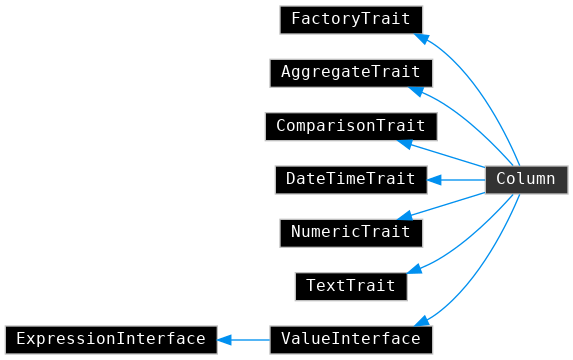 FactoryTrait
AggregateTrait
ComparisonTrait
DateTimeTrait
Column
NumericTrait
TextTrait
ExpressionInterface
ValueInterface